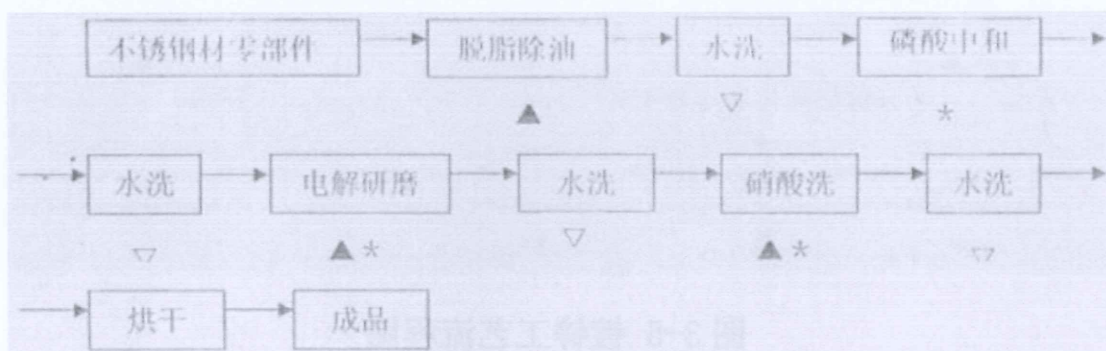 不锈钢材零部件 脱脂除油 水洗 磷酸中和
▲ ▽ *
水洗 电解研磨 水洗 硝酸洗 水洗
▽ ▲* ▽ ▲* ▽
烘干 成品